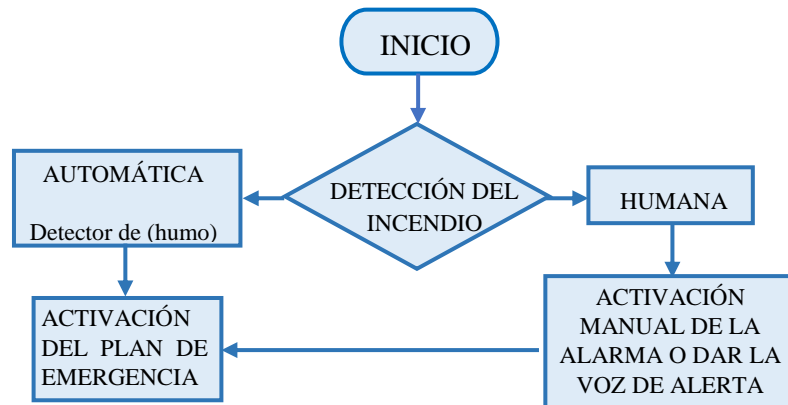 INICIO
DETECCIÓN DEL
INCENDIO
AUTOMÁTICA
Detector de (humo)
HUMANA
ACTIVACIÓN
DEL PLAN DE
EMERGENCIA
ACTIVACIÓN
MANUAL DE LA
ALARMA O DAR LA
VOZ DE ALERTA